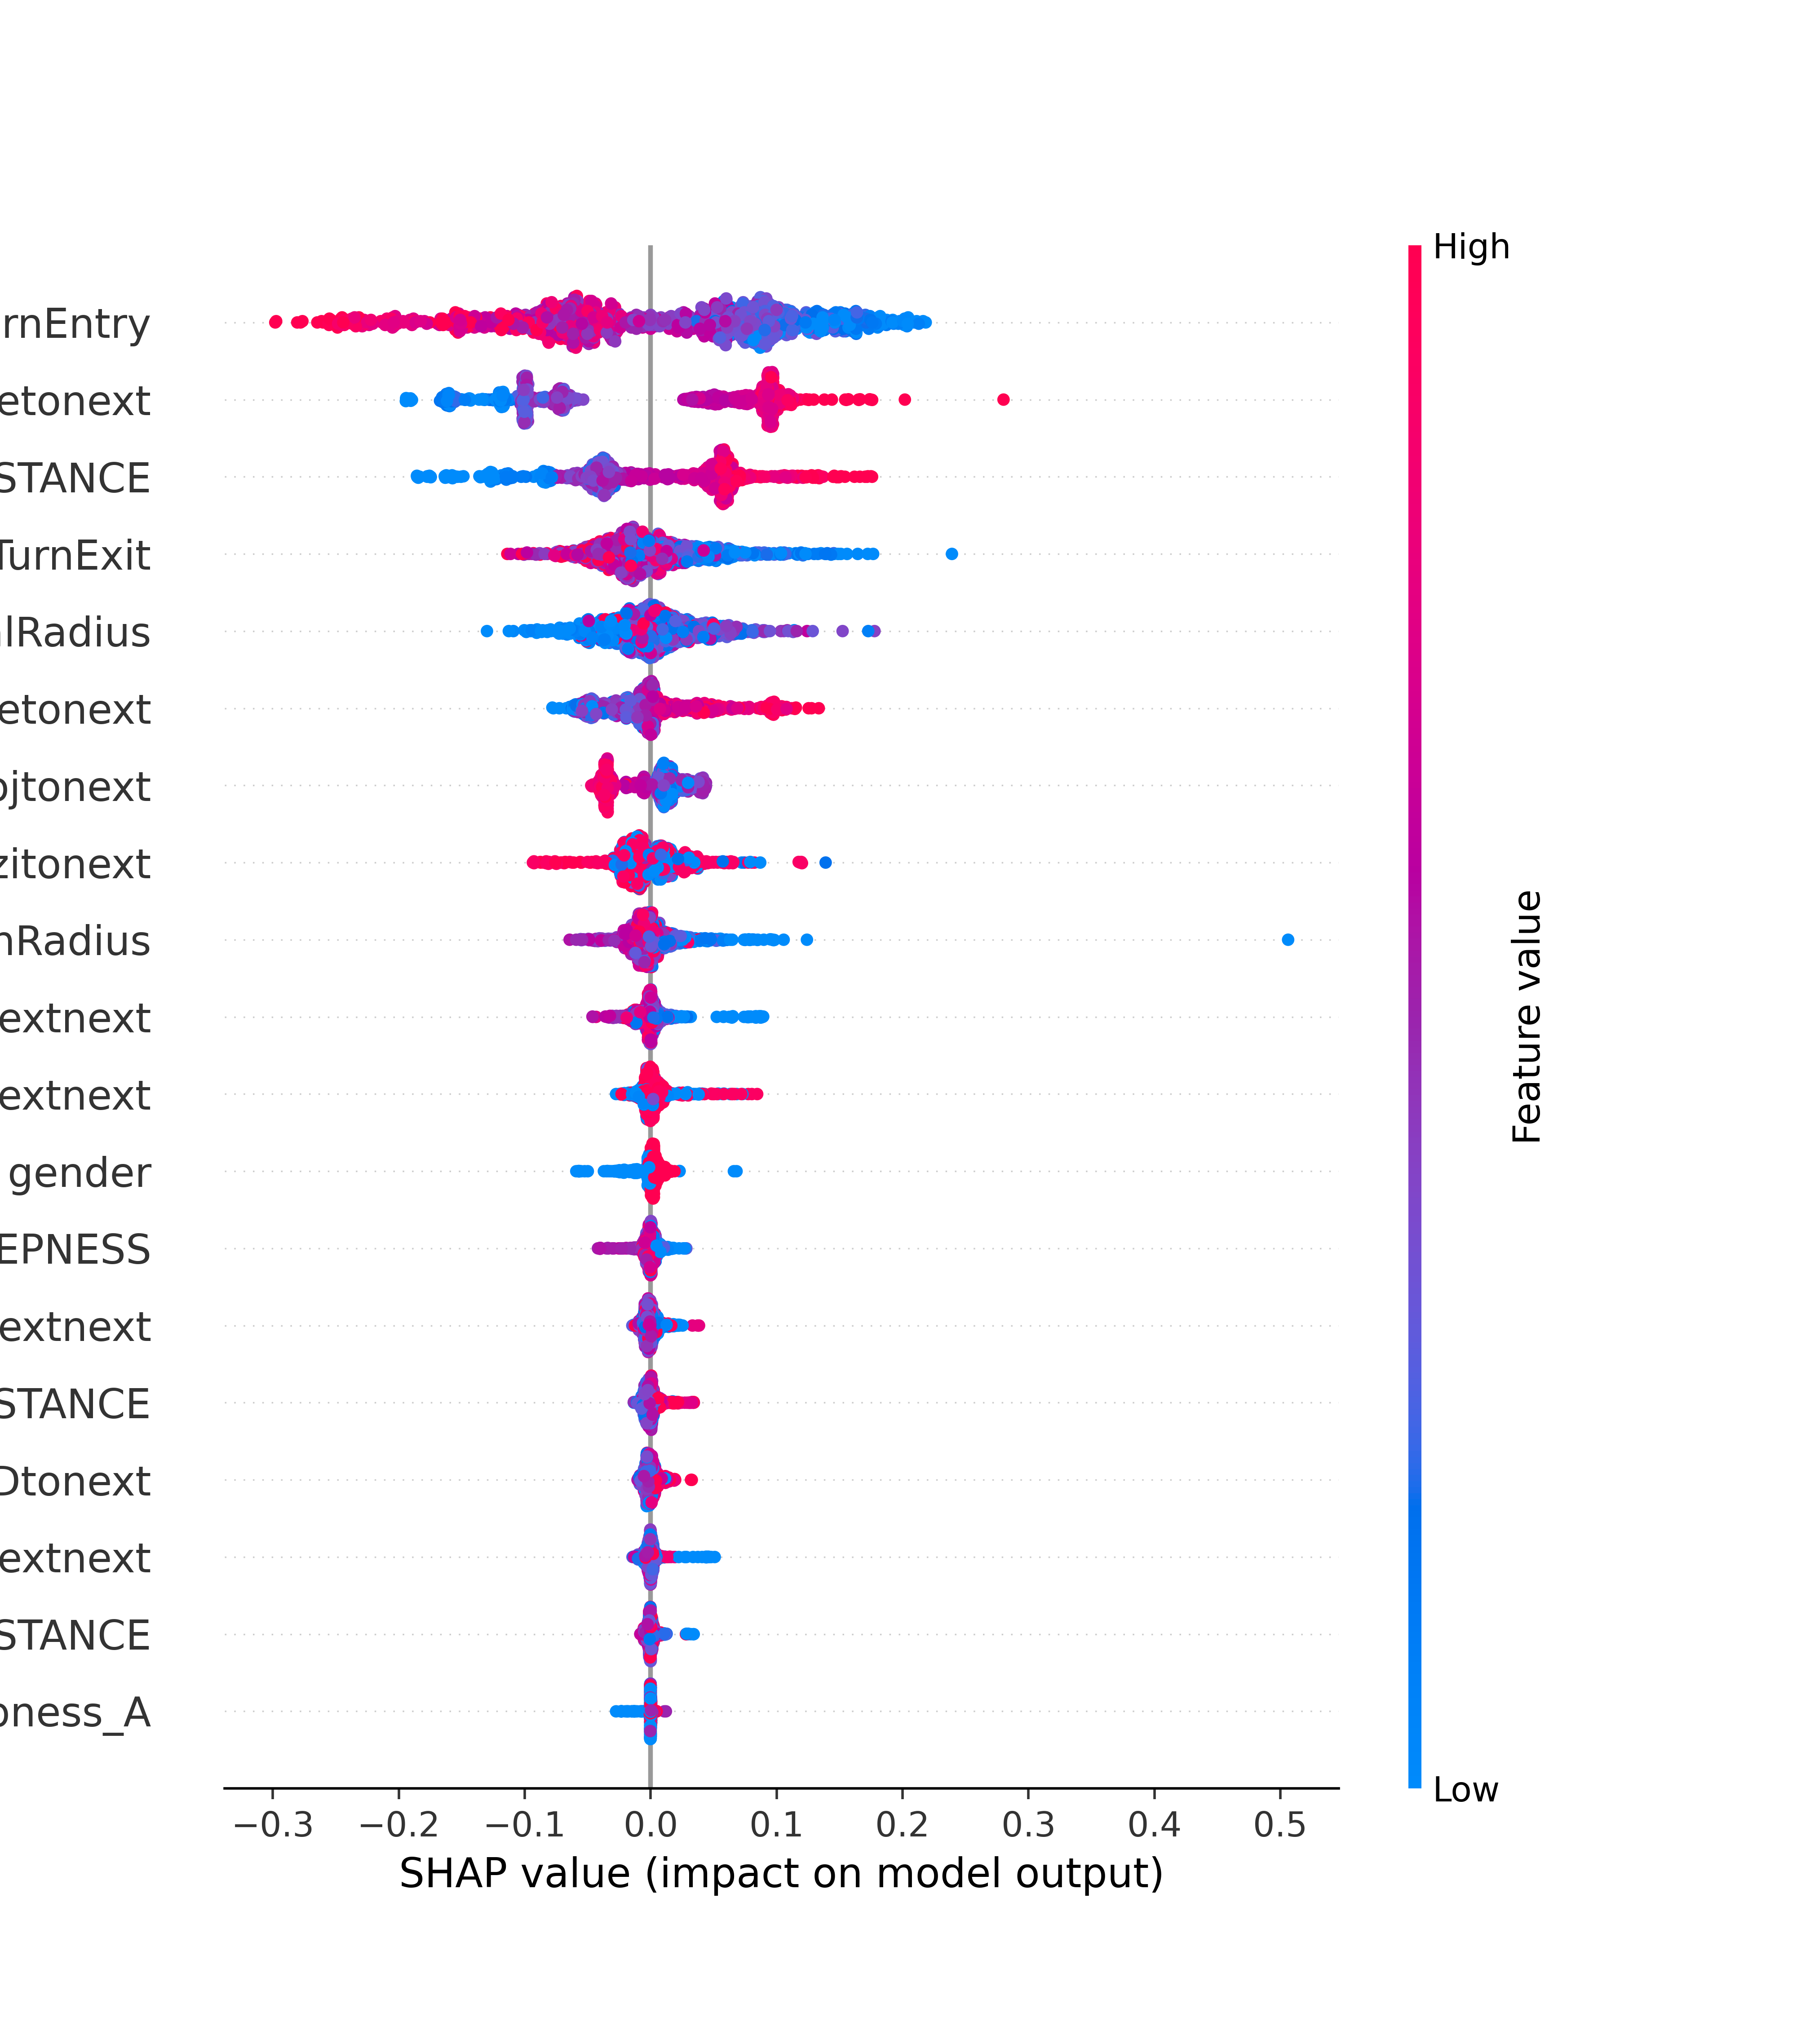 High
rnEntry
etonext
STANCE
TurnExit
alRadius
etonext
ojtonext
zitonext
nRadius
extnext
extnext
gender
EPNESS
extnext
STANCE
Dtonext
extnext
STANCE
pness_A
Feature value
Low
−0.3 −0.2 −0.1 0.0 0.1 0.2 0.3 0.4 0.5
SHAP value (impact on model output)